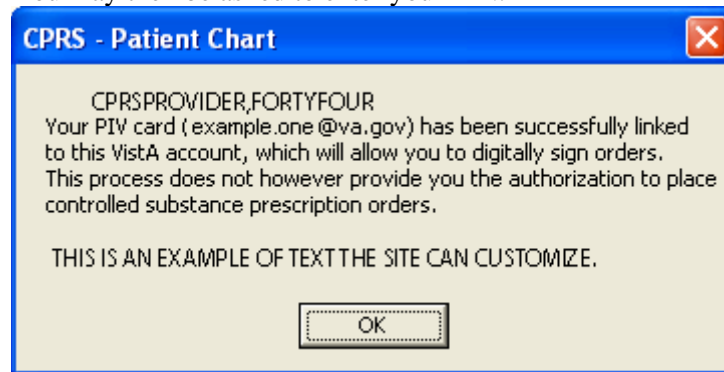 CPRS - Patient Chart
CPRSPROVIDER,FORTYFOUR
Your PIV card (example.one@va.gov) has been successfully linked
to this VistA account, which will allow you to digitally sign orders.
This process does not however provide you the authorization to place
controlled substance prescription orders.
THIS IS AN EXAMPLE OF TEXT THE SITE CAN CUSTOMIZE.
OK